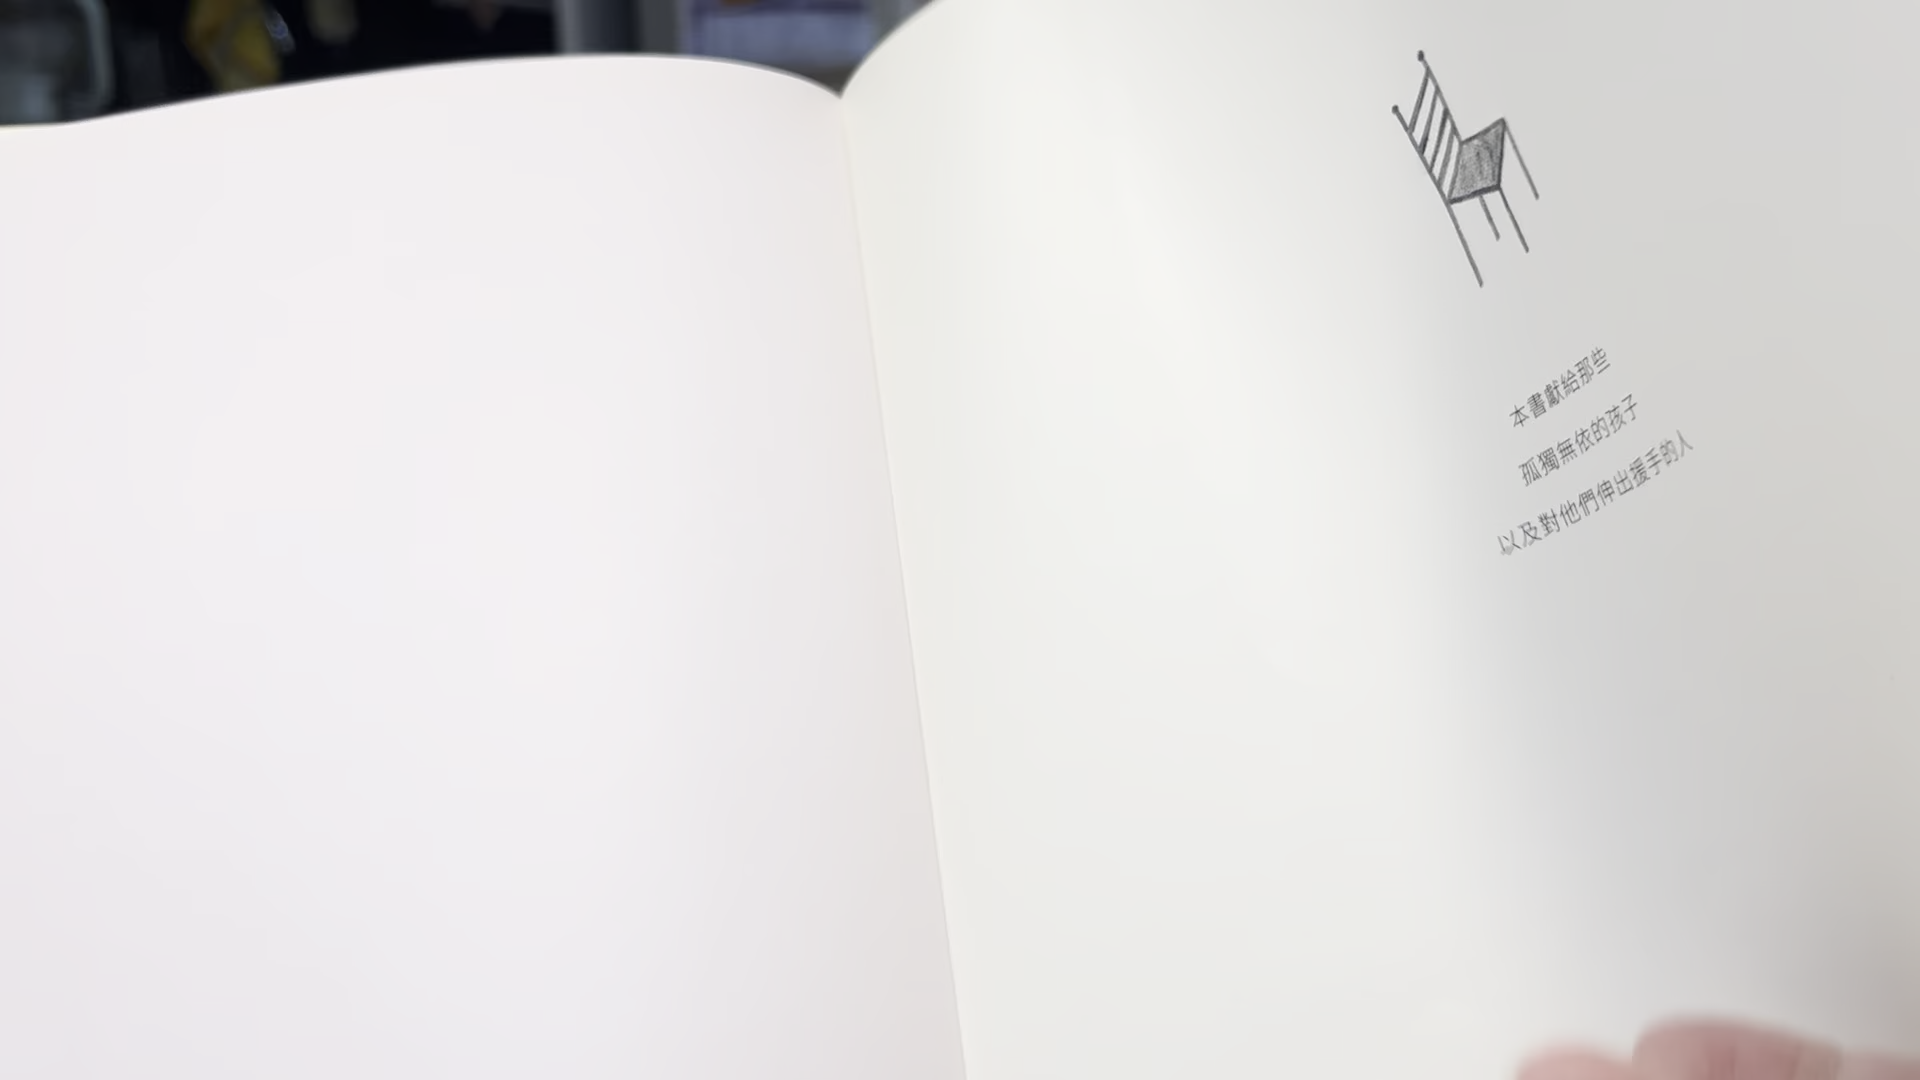 本書獻給那些
孤獨無依的孩子
以及對他們伸出援手的人